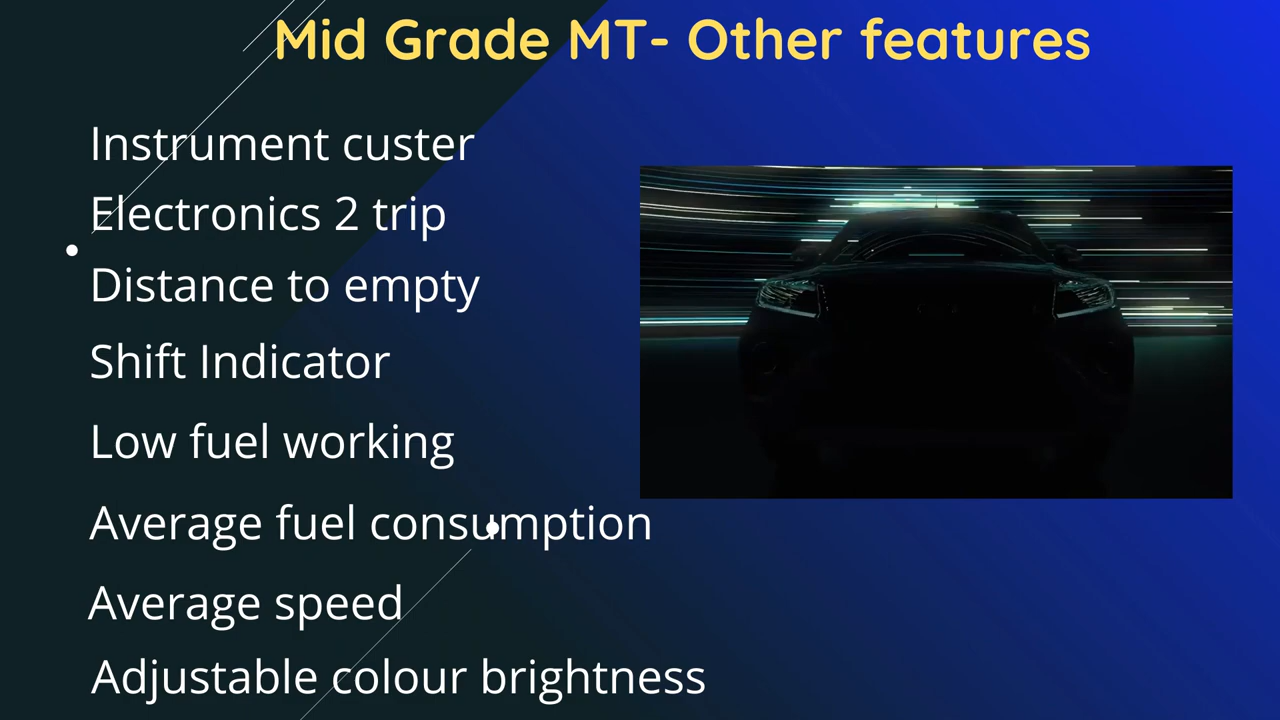 Mid Grade MT- Other features
Instrument custer
Electronics 2 trip
Distance to empty
Shift Indicator
Low fuel working
Average fuel consumption
Average speed
Adjustable colour brightness